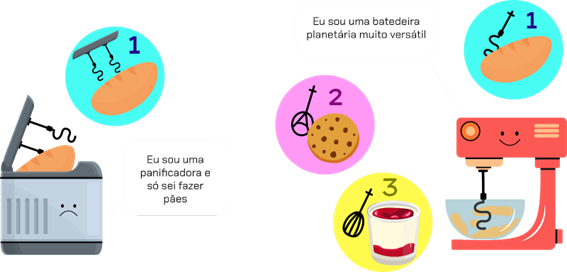 1
Eu sou uma
panificadora e
só sei fazer
pães
Eu sou uma batedeira
planetária muito versátil
1
2
3